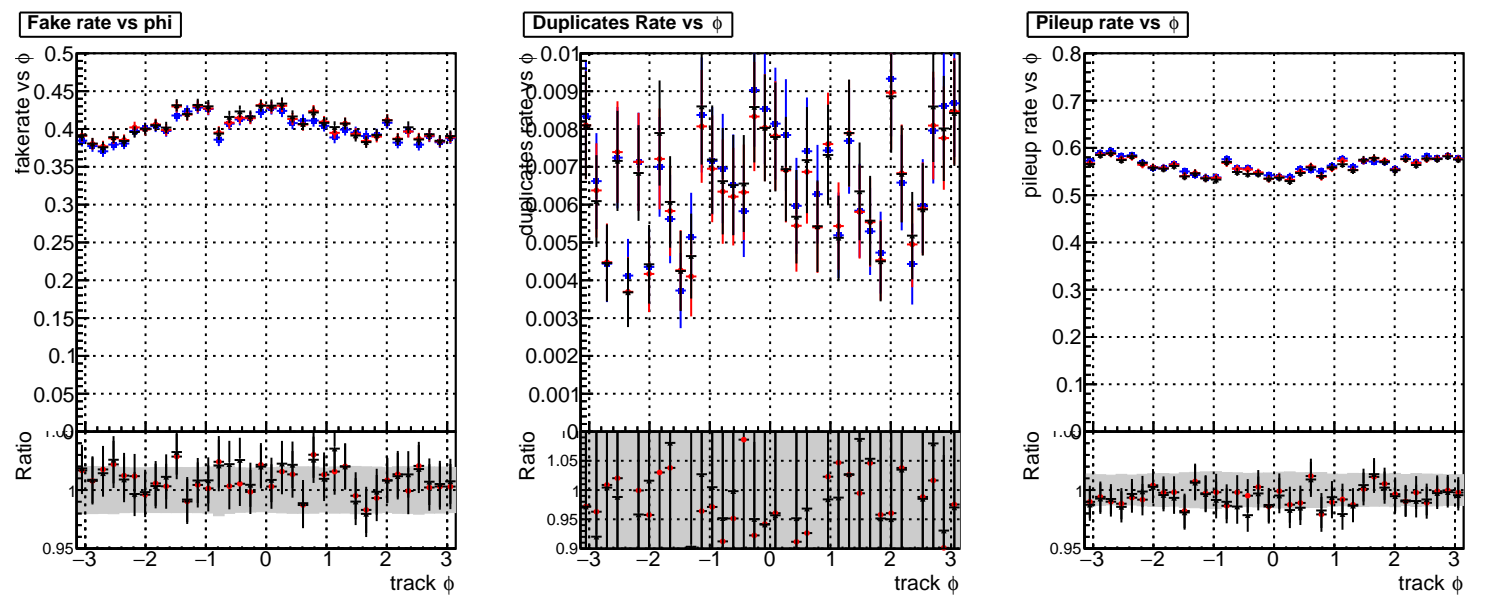 Fake rate vs phi
fakerate vs ϕ
0.5
0.45
0.4
0.35
0.3
0.25
0.2
0.15
0.1
0.05
0
Ratio
1
0.95
−3 −2 −1 0 1 2 3
track ϕ
Duplicates Rate vs ϕ
duplicates rate vs ϕ
0.01
0.009
0.008
0.007
0.006
0.005
0.004
0.003
0.002
0.001
0
Ratio
1.05
1
0.95
0.9
−3 −2 −1 0 1 2 3
track ϕ
Pileup rate vs ϕ
pileup rate vs ϕ
0.8
0.7
0.6
0.5
0.4
0.3
0.2
0.1
0
Ratio
1
0.95
−3 −2 −1 0 1 2 3
track ϕ